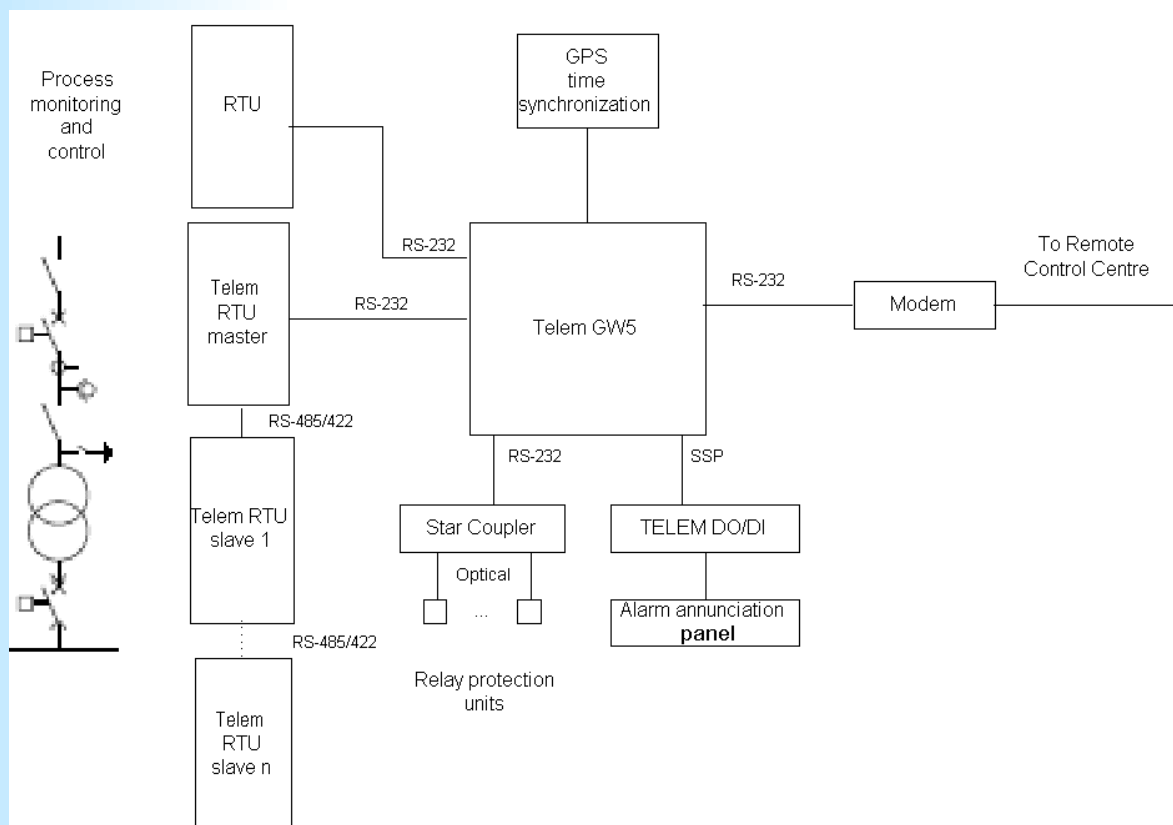 Process
monitoring
and
control
RTU
GPS
time
synchronization
RS-232
Telem
RTU
master
RS-232
Telem GW5
RS-232
Modem
To Remote
Control Centre
RS-485/422
Telem RTU
slave 1
RS-232
SSP
Star Coupler
TELEM DO/DI
Optical
...
Alarm annunciation
panel
Relay protection
units
RS-485/422
Telem
RTU
slave n